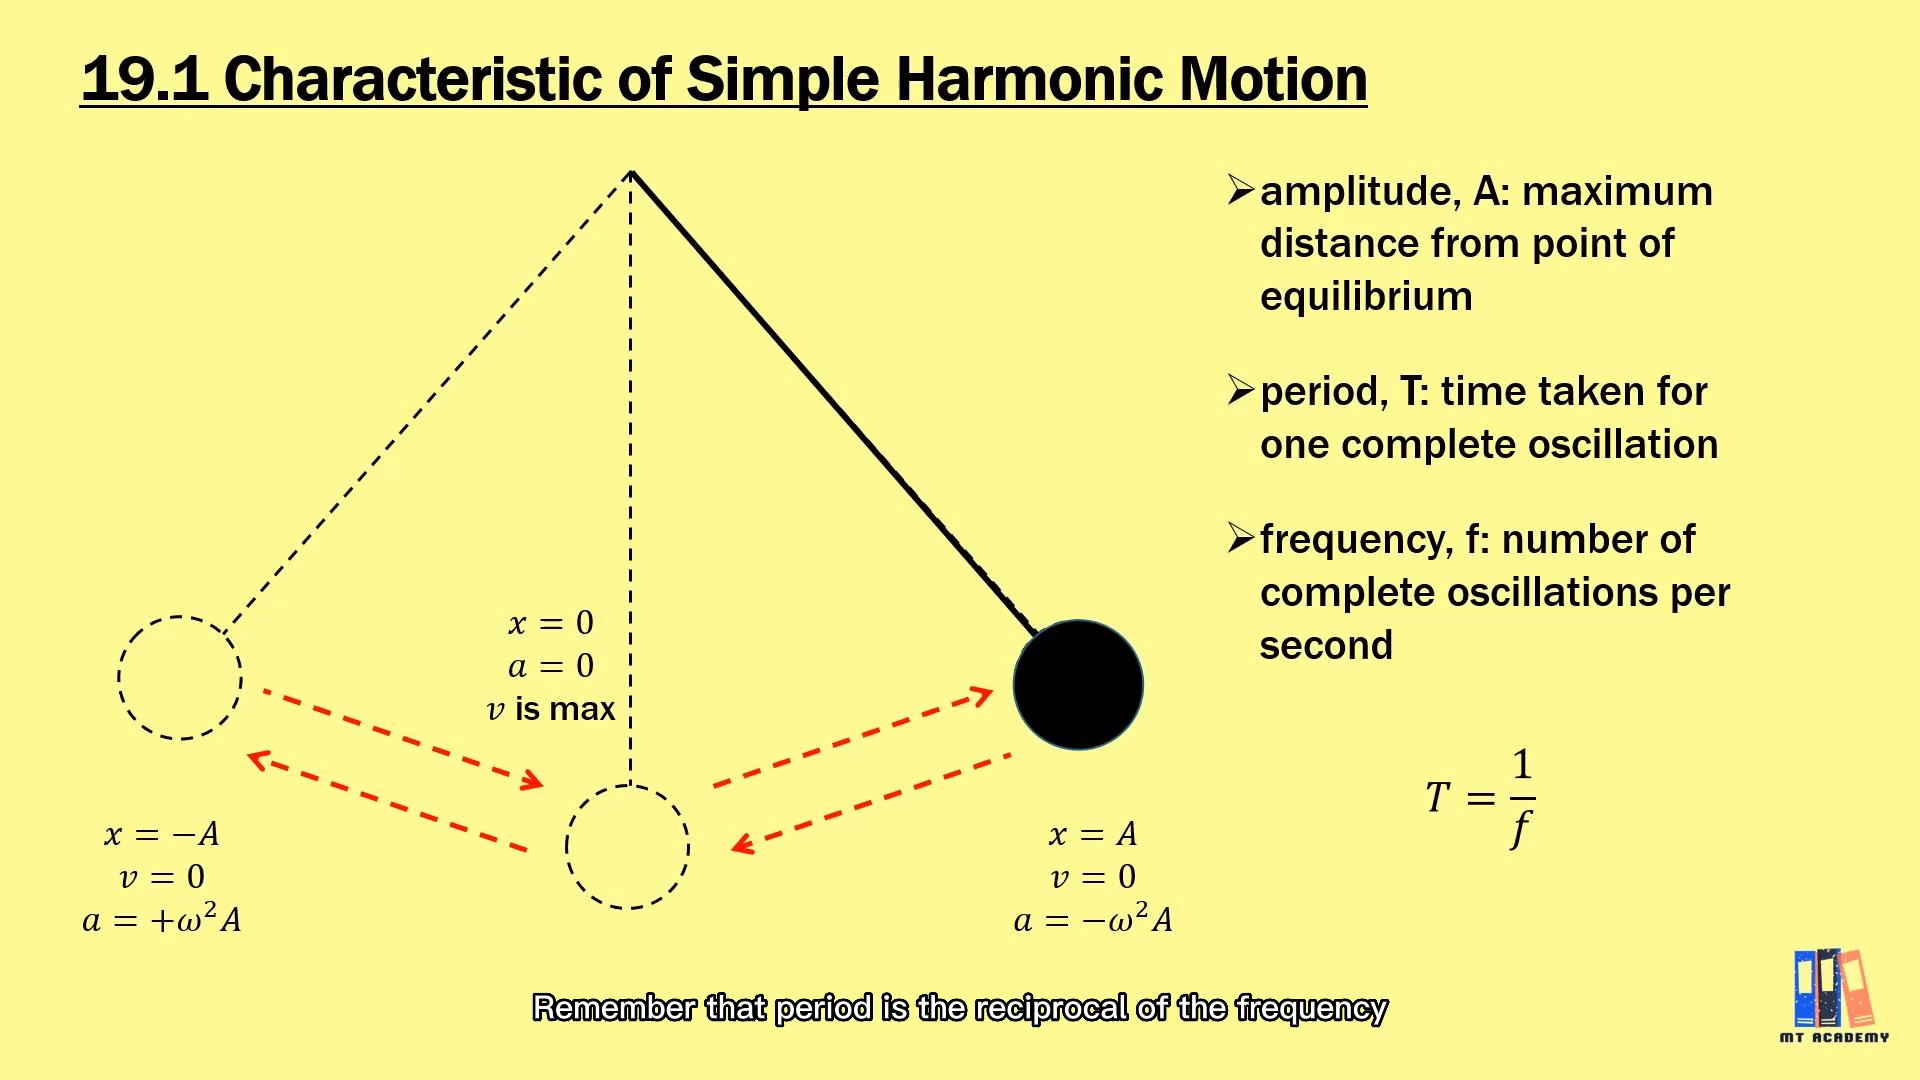 19.1 Characteristic of Simple Harmonic Motion
➢amplitude, A: maximum
distance from point of
equilibrium
➢period, T: time taken for
one complete oscillation
➢frequency, f: number of
complete oscillations per
second
x = 0
a = 0
v is max
x = −A
v = 0
a = +ω²A
x = A
v = 0
a = −ω²A
T = 1/f
Remember that period is the reciprocal of the frequency
MT ACADEMY